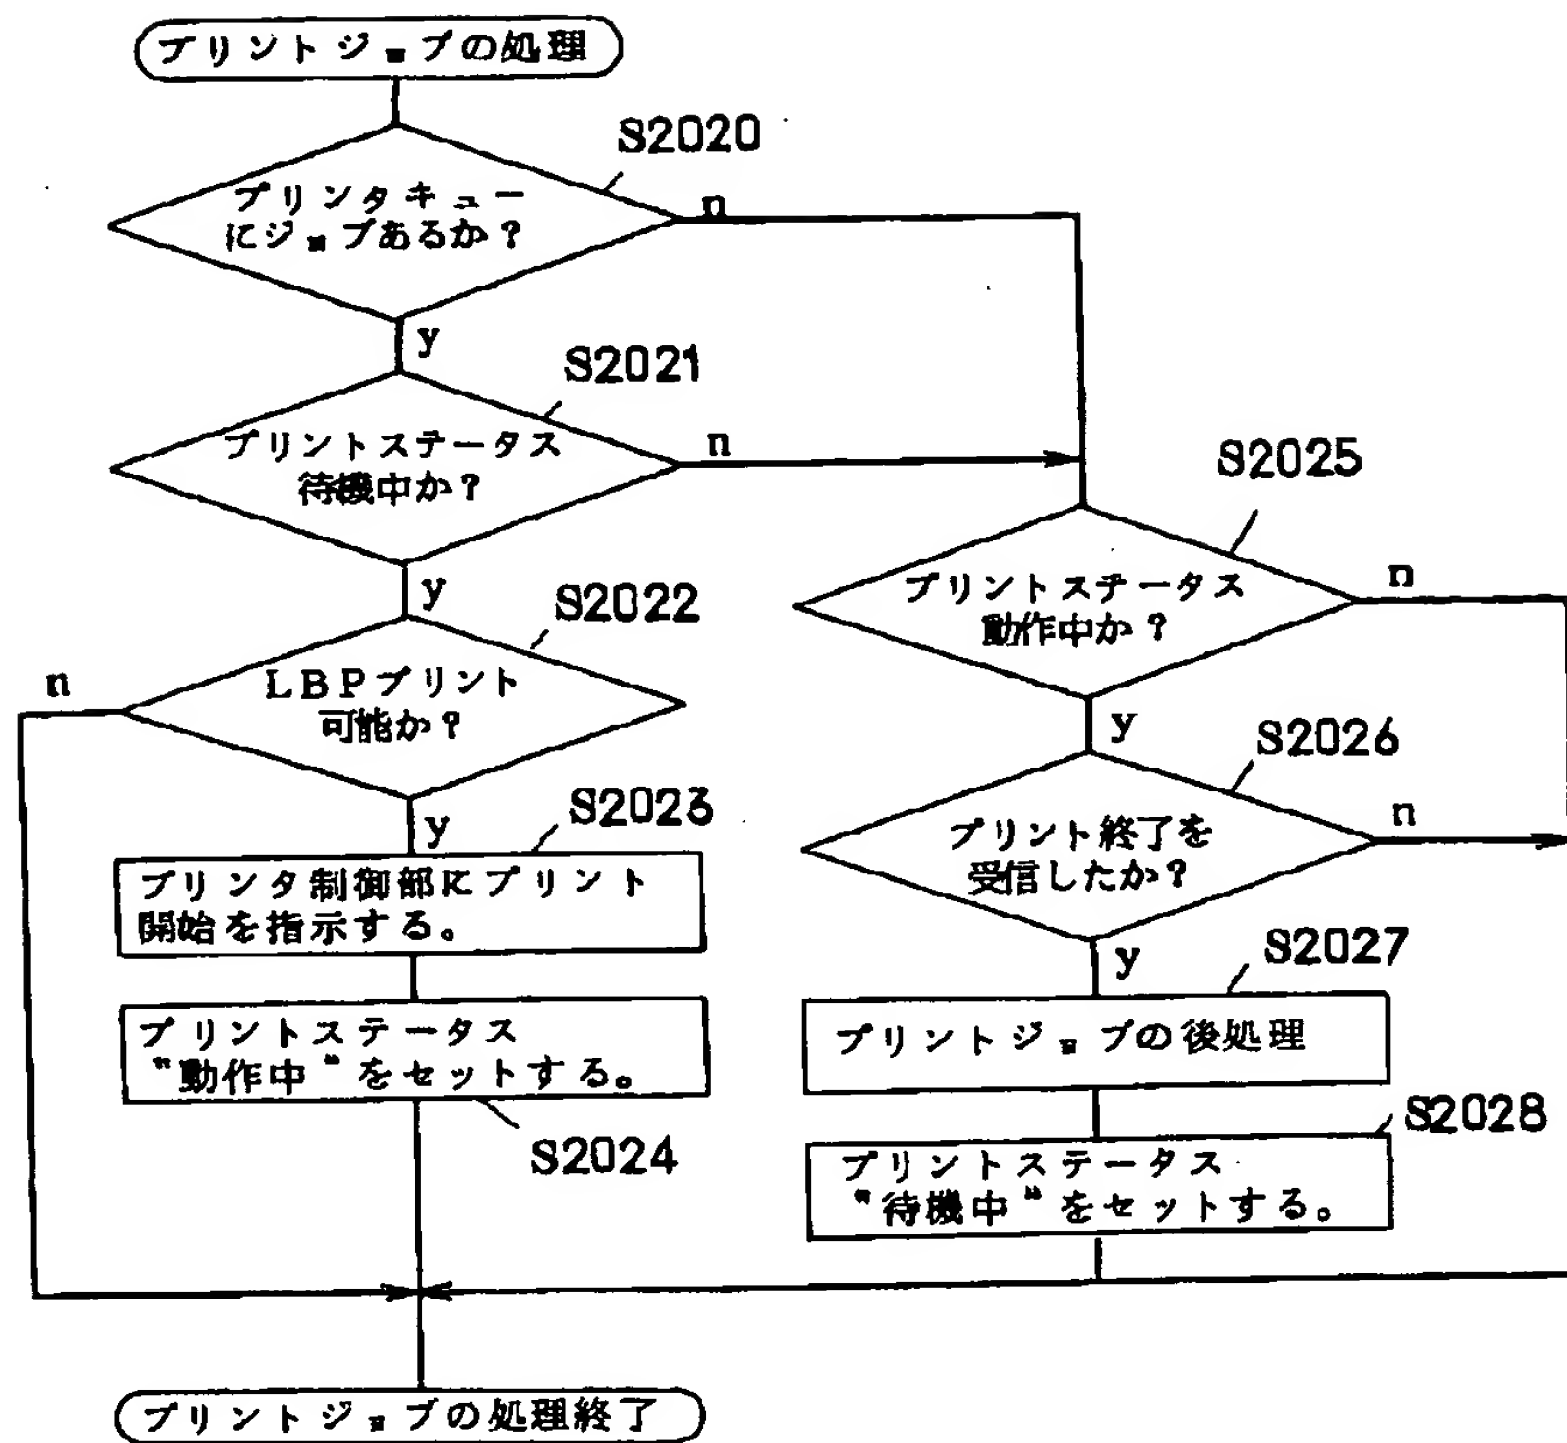 プリントジョブの処理
S2020
プリンタキュー
にジョブあるか？
n
y
S2021
プリントステータス
待機中か？
n
y
S2022
LBPプリント
可能か？
n
y
S2023
プリンタ制御部にプリント
開始を指示する。
プリントステータス
"動作中"をセットする。
S2024
S2025
プリントステータス
動作中か？
n
y
S2026
プリント終了を
受信したか？
n
y
S2027
プリントジョブの後処理
S2028
プリントステータス
"待機中"をセットする。
プリントジョブの処理終了